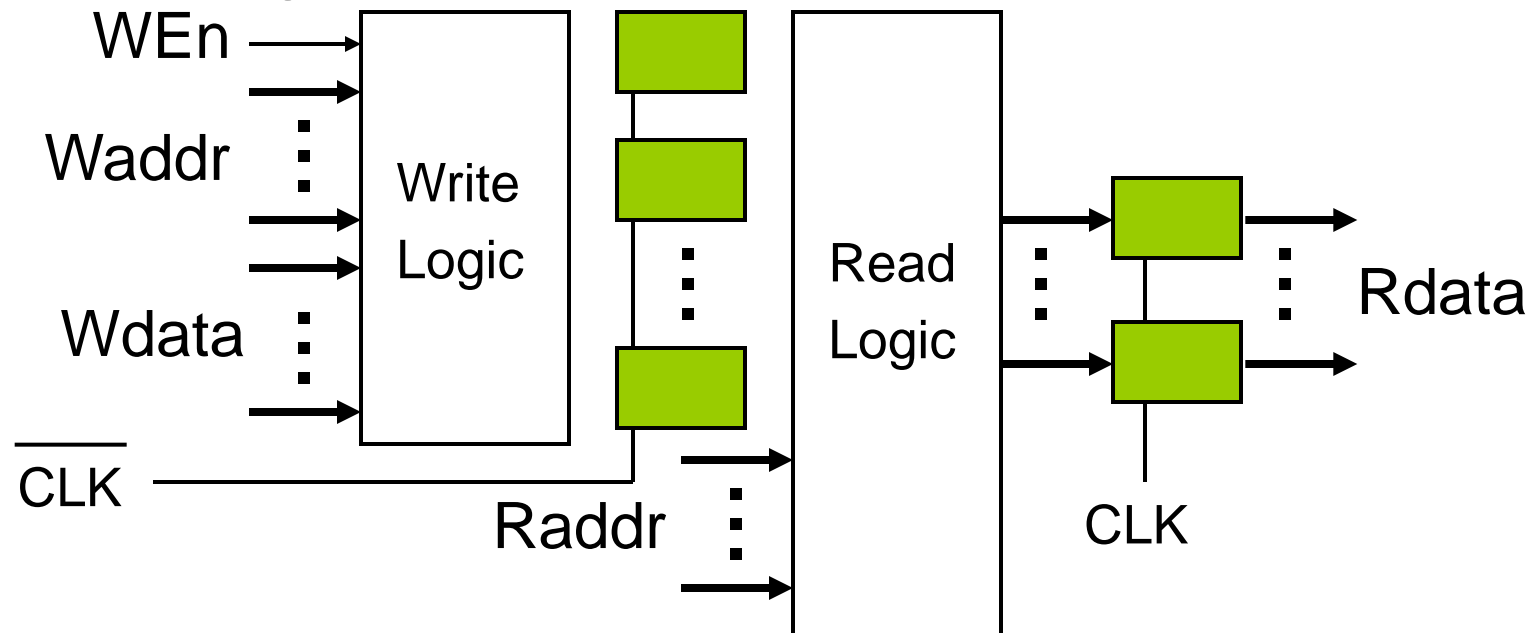 WEn
Waddr
Write
Logic
Wdata
Read
Logic
Rdata
CLK
Raddr
CLK